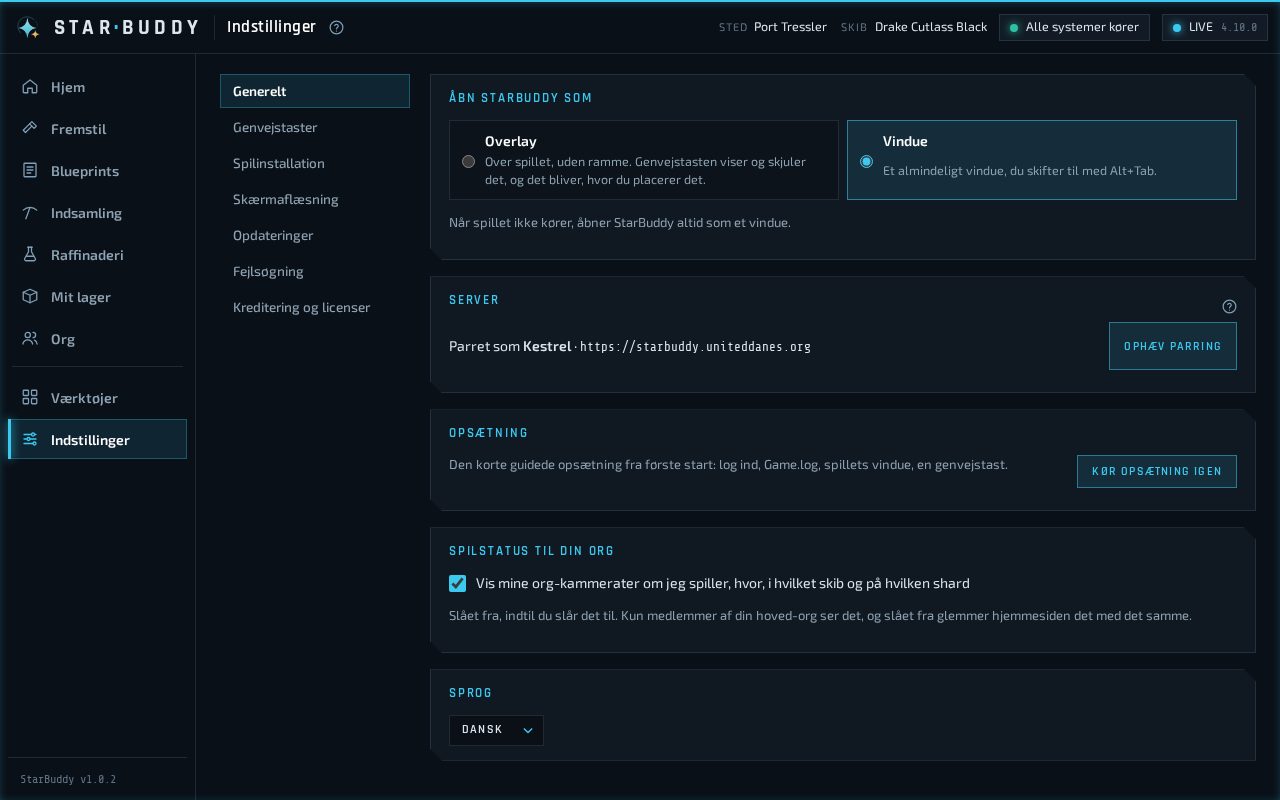 STAR·BUDDY
Indstillinger
STED Port Tressler SKIB Drake Cutlass Black
Alle systemer kører
LIVE 4.10.0
Hjem
Fremstil
Blueprints
Indsamling
Raffinaderi
Mit lager
Org
Værktøjer
Indstillinger
StarBuddy v1.0.2
Generelt
Genvejstaster
Spilinstallation
Skærmaflæsning
Opdateringer
Fejlsøgning
Kreditering og licenser
ÅBN STARBUDDY SOM
Overlay
Over spillet, uden ramme. Genvejstasten viser og skjuler
det, og det bliver, hvor du placerer det.
Vindue
Et almindeligt vindue, du skifter til med Alt+Tab.
Når spillet ikke kører, åbner StarBuddy altid som et vindue.
SERVER
Parret som Kestrel · https://starbuddy.uniteddanes.org
OPHÆV PARRING
OPSÆTNING
Den korte guidede opsætning fra første start: log ind, Game.log, spillets vindue, en genvejstast.
KØR OPSÆTNING IGEN
SPILSTATUS TIL DIN ORG
Vis mine org-kammerater om jeg spiller, hvor, i hvilket skib og på hvilken shard
Slået fra, indtil du slår det til. Kun medlemmer af din hoved-org ser det, og slået fra glemmer hjemmesiden det med det samme.
SPROG
DANSK